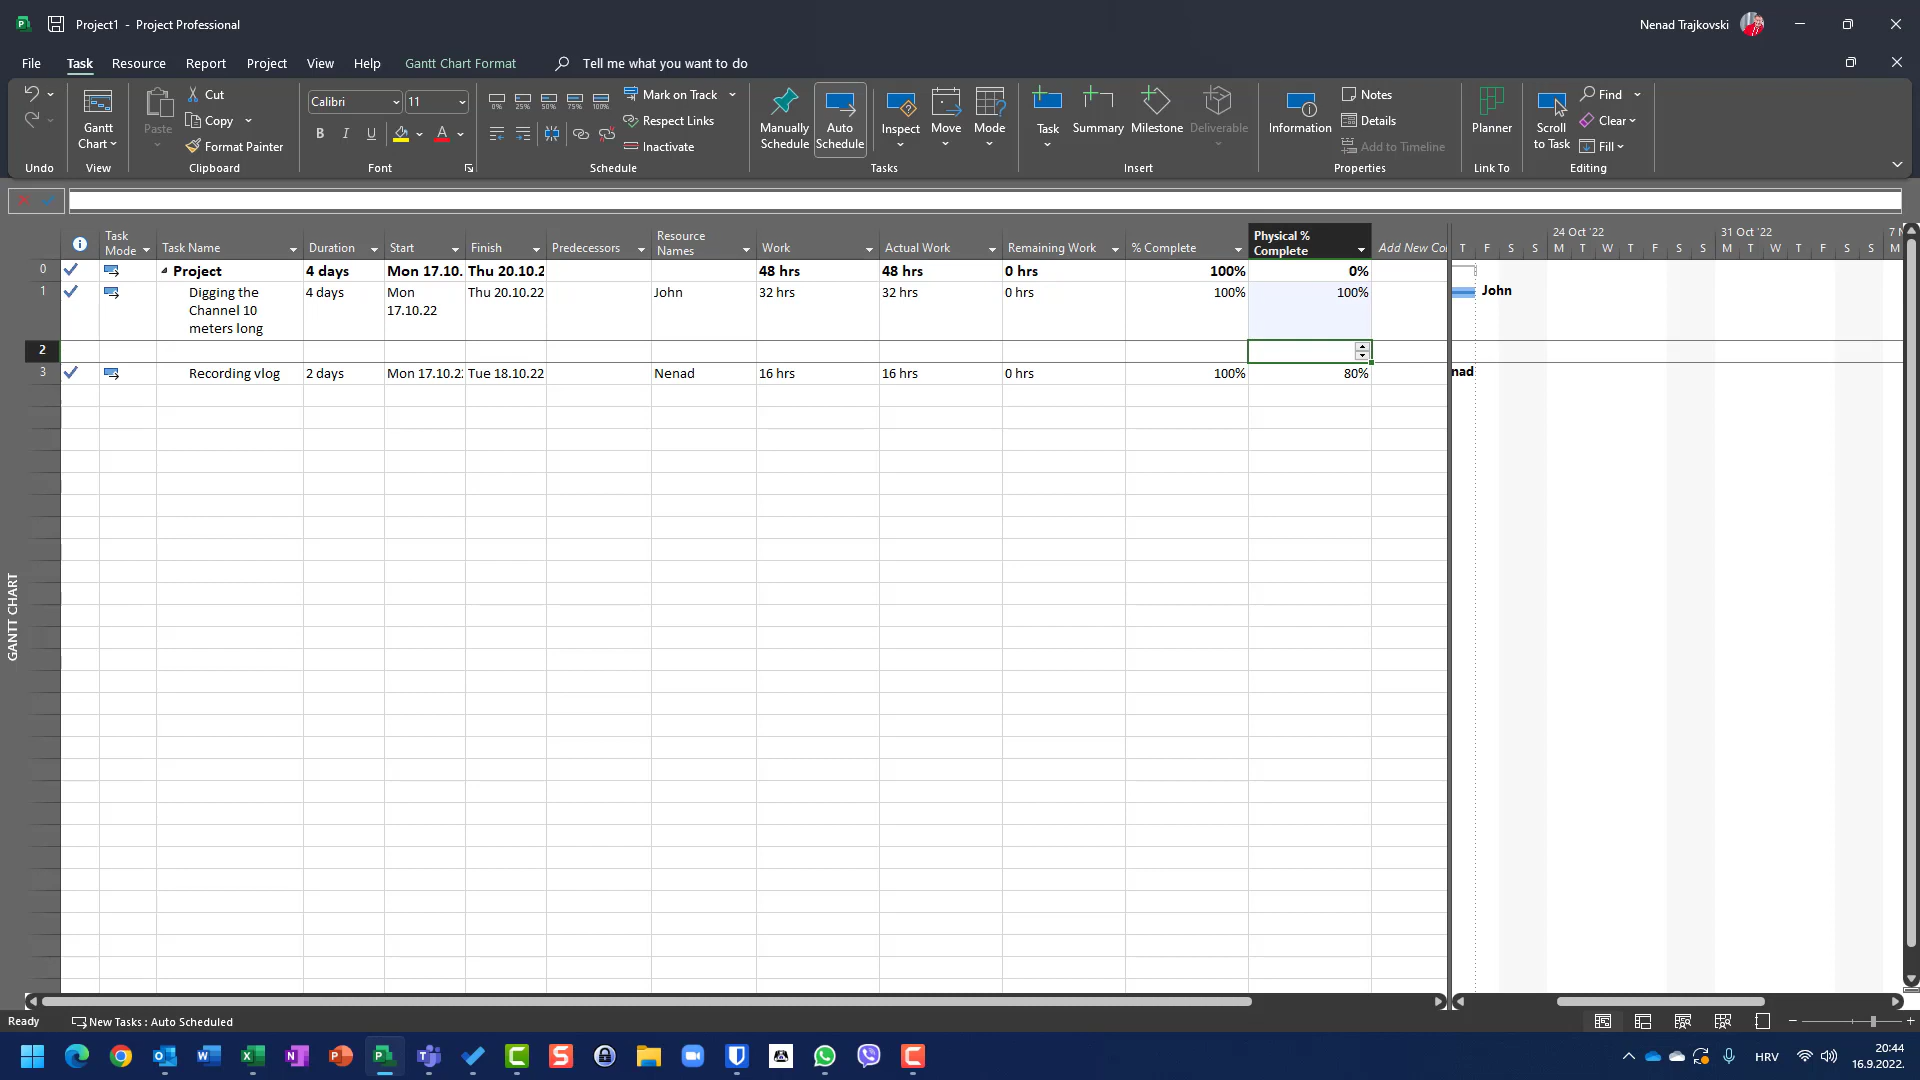 Project1 - Project Professional
Nenad Trajkovski
File Task Resource Report Project View Help Gantt Chart Format Tell me what you want to do
Undo
Gantt Chart
View
Paste
Cut
Copy
Format Painter
Clipboard
Calibri 11
B I U A
Font
0% 25% 50% 75% 100%
Mark on Track
Respect Links
Inactivate
Schedule
Manually Schedule
Auto Schedule
Inspect
Move
Mode
Tasks
Task
Summary
Milestone
Deliverable
Insert
Information
Notes
Details
Add to Timeline
Properties
Planner
Link To
Scroll to Task
Find
Clear
Fill
Editing
Task Mode Task Name Duration Start Finish Predecessors Resource Names Work Actual Work Remaining Work % Complete Physical % Complete Add New Co
24 Oct '22 31 Oct '22 7 N
T F S S M T W T F S S M T W T F S S M
0 Project 4 days Mon 17.10. Thu 20.10.2 48 hrs 48 hrs 0 hrs 100% 0%
1 Digging the Channel 10 meters long 4 days Mon 17.10.22 Thu 20.10.22 John 32 hrs 32 hrs 0 hrs 100% 100% John
2
3 Recording vlog 2 days Mon 17.10.2 Tue 18.10.22 Nenad 16 hrs 16 hrs 0 hrs 100% 80% nad
GANTT CHART
Ready New Tasks : Auto Scheduled
HRV
20:44
16.9.2022.